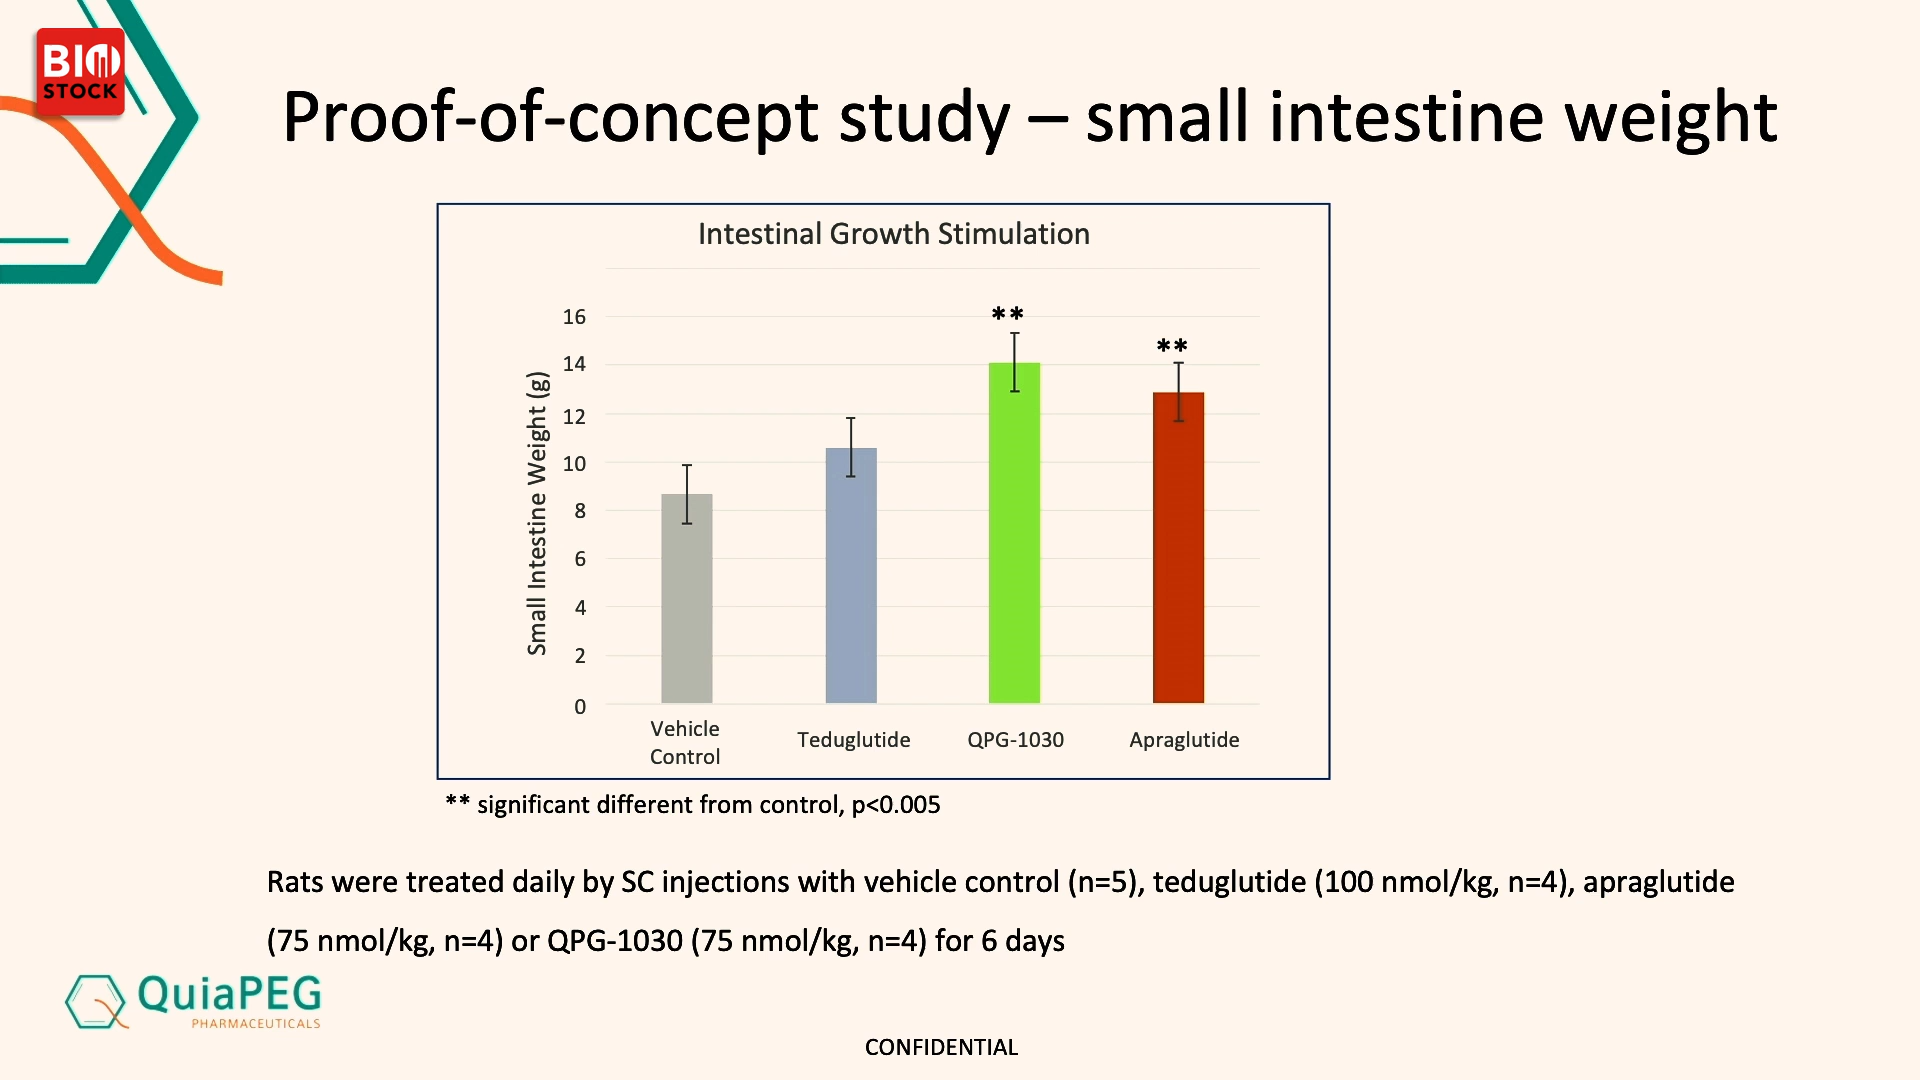 BIO
STOCK
Proof-of-concept study – small intestine weight
Intestinal Growth Stimulation
Small Intestine Weight (g)
16
14
12
10
8
6
4
2
0
**
**
Vehicle
Control
Teduglutide
QPG-1030
Apraglutide
** significant different from control, p<0.005
Rats were treated daily by SC injections with vehicle control (n=5), teduglutide (100 nmol/kg, n=4), apraglutide
(75 nmol/kg, n=4) or QPG-1030 (75 nmol/kg, n=4) for 6 days
QuiaPEG
PHARMACEUTICALS
CONFIDENTIAL